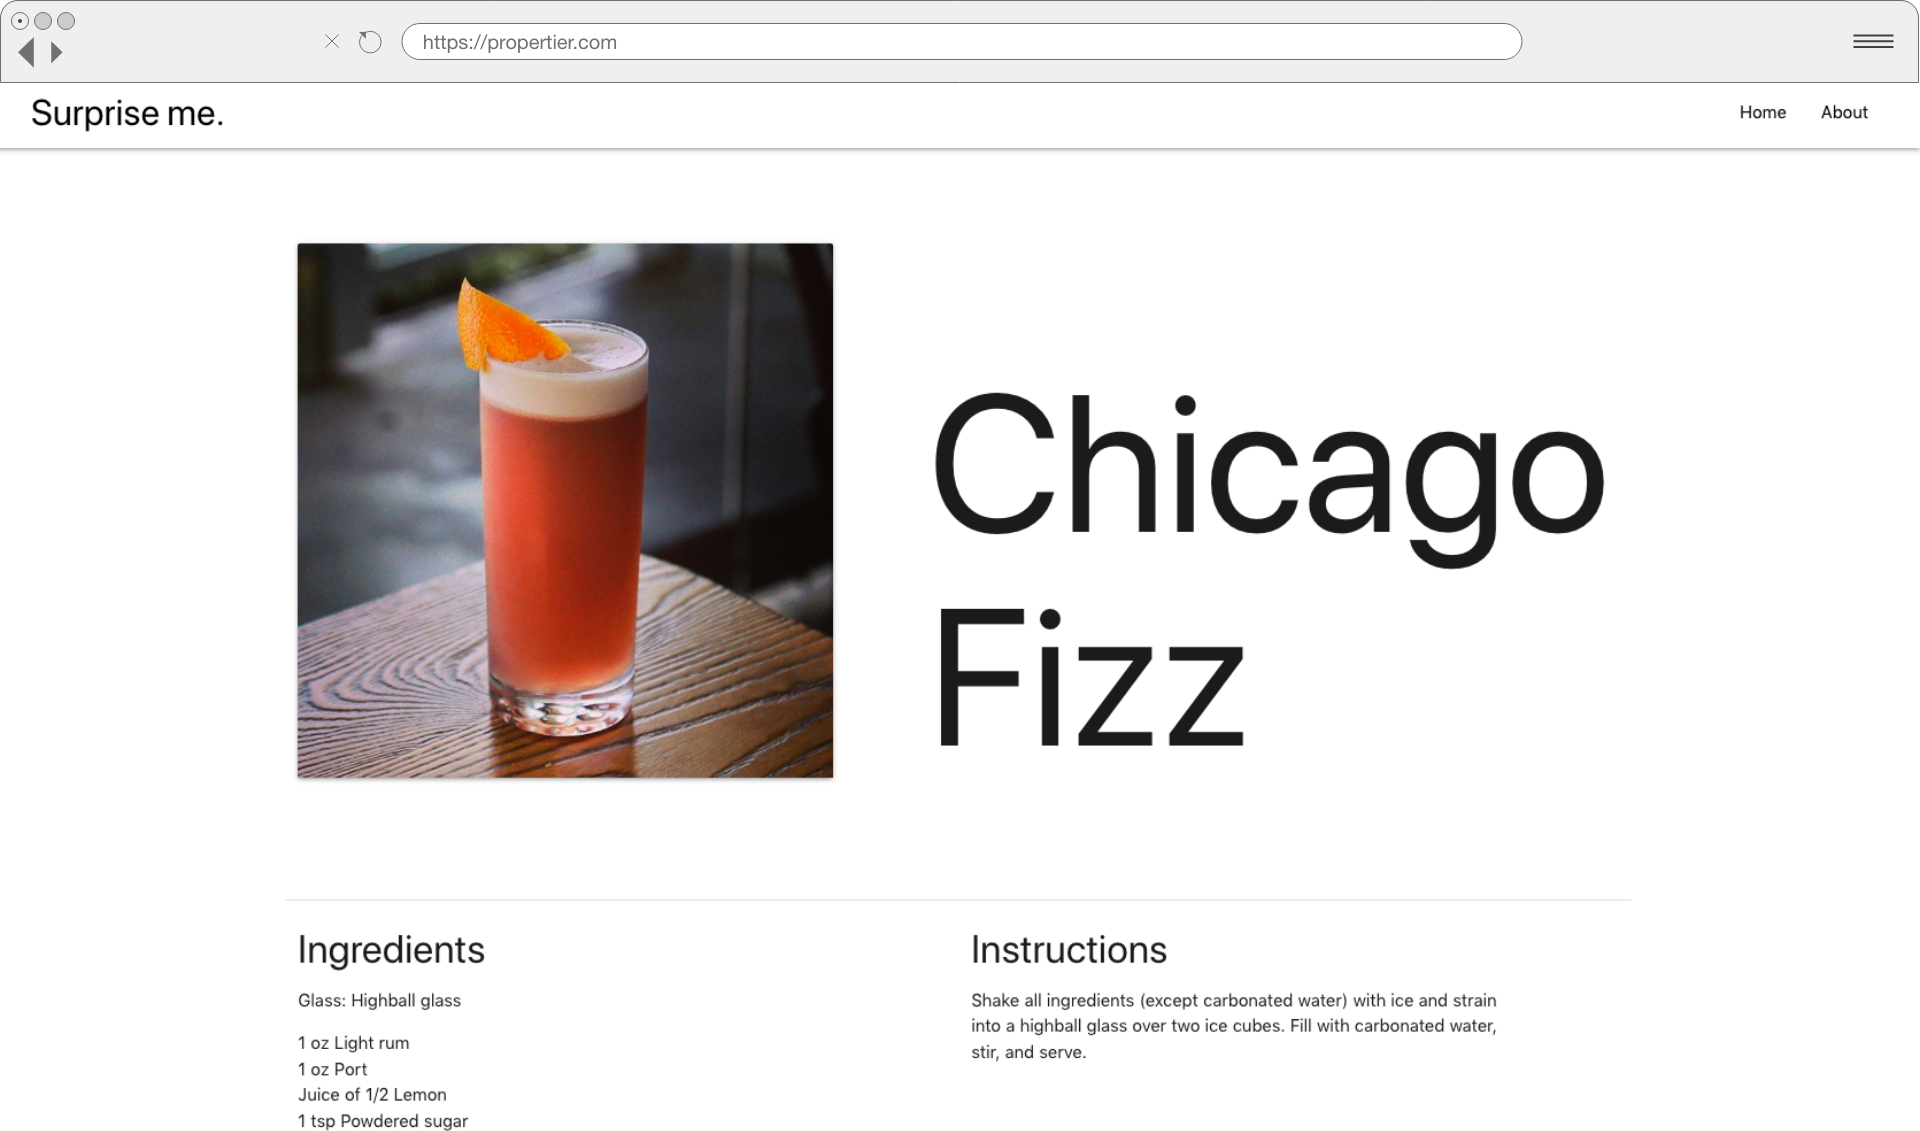 https://propertier.com
Surprise me.
Home
About
Chicago
Fizz
Ingredients
Glass: Highball glass
1 oz Light rum
1 oz Port
Juice of 1/2 Lemon
1 tsp Powdered sugar
Instructions
Shake all ingredients (except carbonated water) with ice and strain
into a highball glass over two ice cubes. Fill with carbonated water,
stir, and serve.